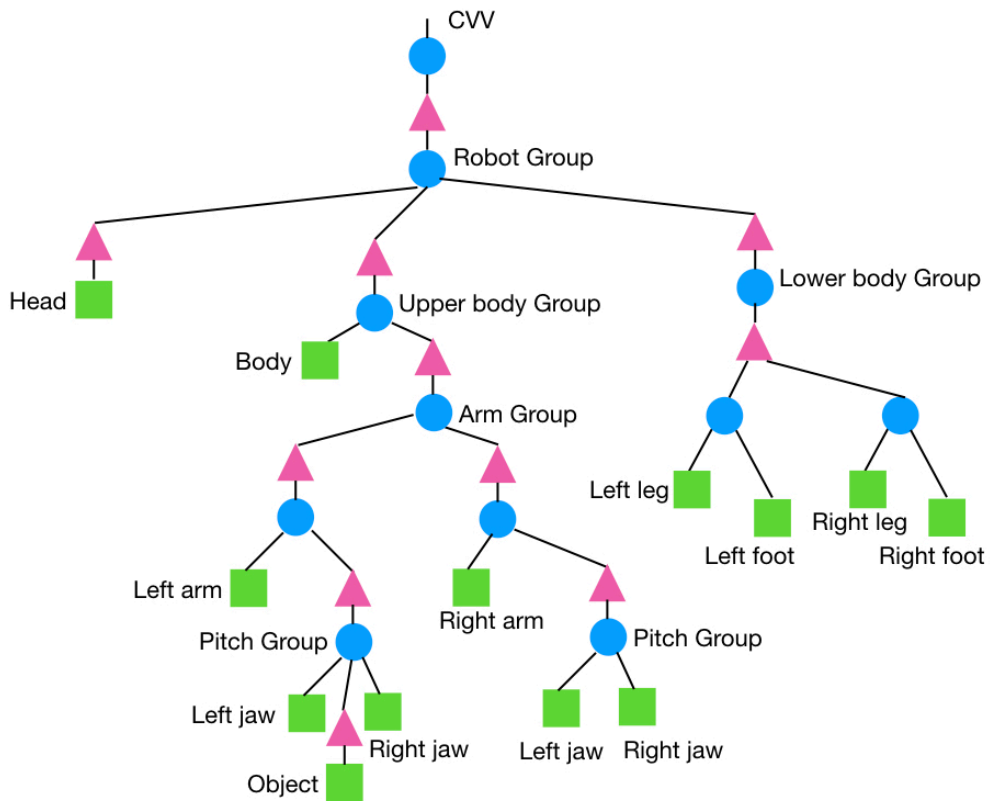 CVV
Robot Group
Head
Upper body Group
Lower body Group
Body
Arm Group
Left leg
Right leg
Left foot
Right foot
Left arm
Right arm
Pitch Group
Pitch Group
Left jaw
Right jaw
Left jaw
Right jaw
Object